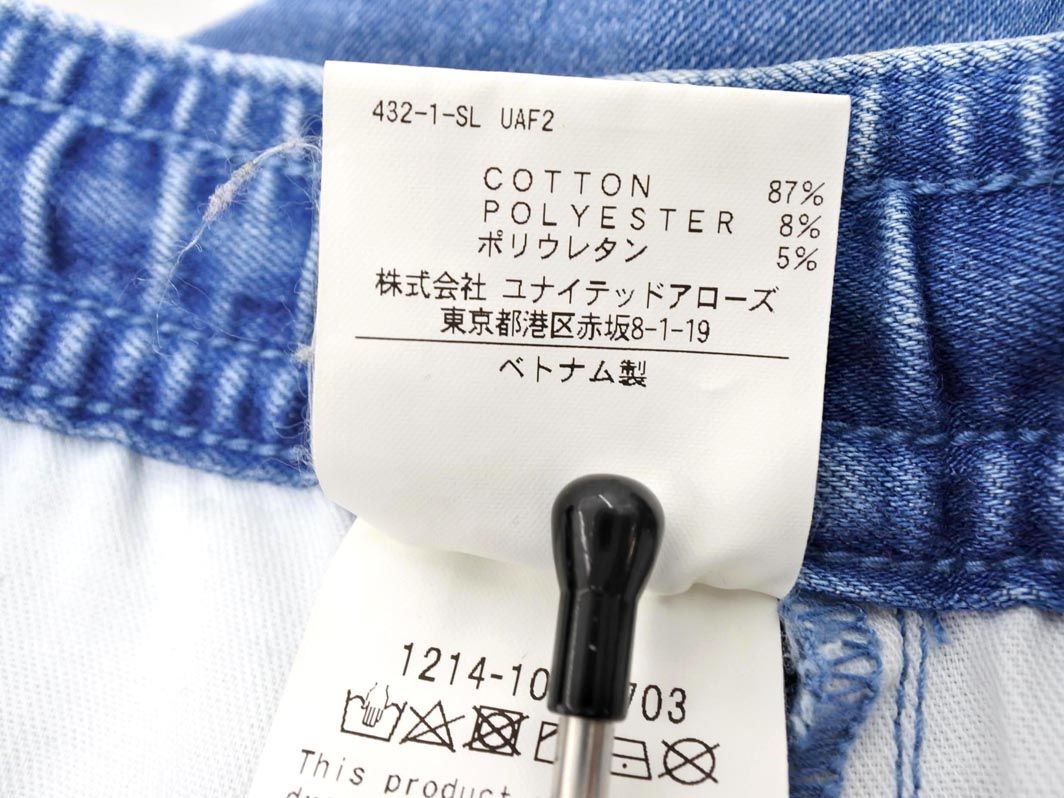 432-1-SL UAF2
COTTON 87%
POLYESTER 8%
ポリウレタン 5%
株式会社 ユナイテッドアローズ
東京都港区赤坂8-1-19
ベトナム製
1214-10 703
This product